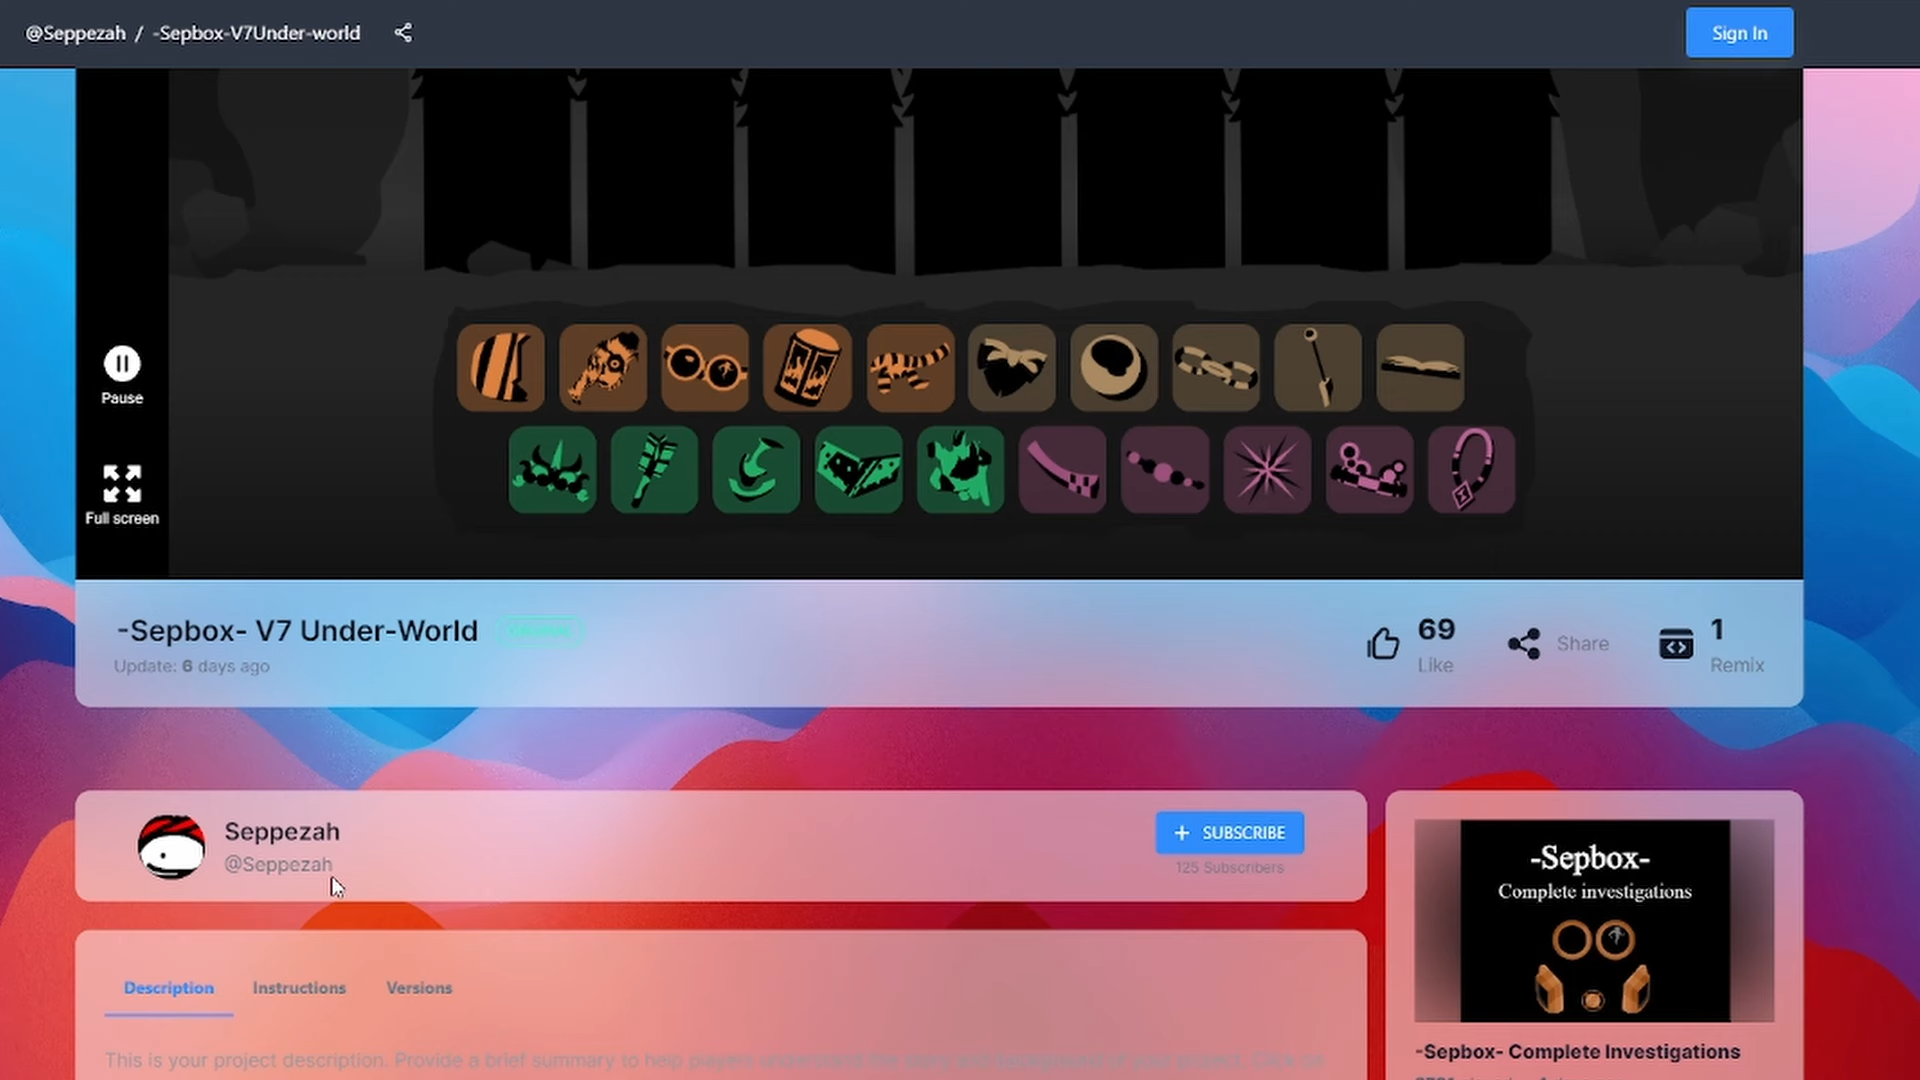 @Seppezah / -Sepbox-V7Under-world
Sign In
Pause
Full screen
-Sepbox- V7 Under-World
Update: 6 days ago
69
Like
Share
1
Remix
Seppezah
@Seppezah
+ SUBSCRIBE
125 Subscribers
-Sepbox-
Complete investigations
Description
Instructions
Versions
-Sepbox- Complete Investigations
This is your project description. Provide a brief summary to help players understand the story and background of your project. Click on